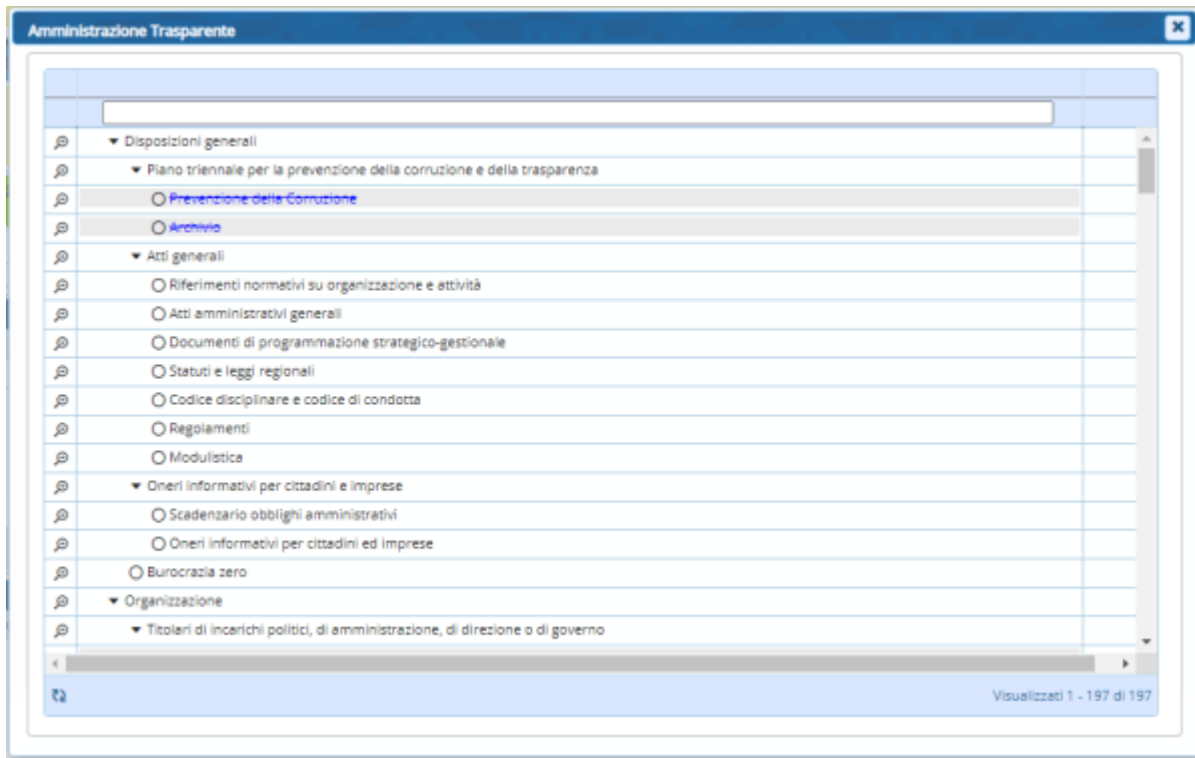 Amministrazione Trasparente
Disposizioni generali
Piano triennale per la prevenzione della corruzione e della trasparenza
Prevenzione della Corruzione
Archivio
Atti generali
Riferimenti normativi su organizzazione e attività
Atti amministrativi generali
Documenti di programmazione strategico-gestionale
Statuti e leggi regionali
Codice disciplinare e codice di condotta
Regolamenti
Modulistica
Oneri informativi per cittadini e imprese
Scadenzario obblighi amministrativi
Oneri informativi per cittadini ed imprese
Burocrazia zero
Organizzazione
Titolari di incarichi politici, di amministrazione, di direzione o di governo
Visualizzati 1 - 197 di 197